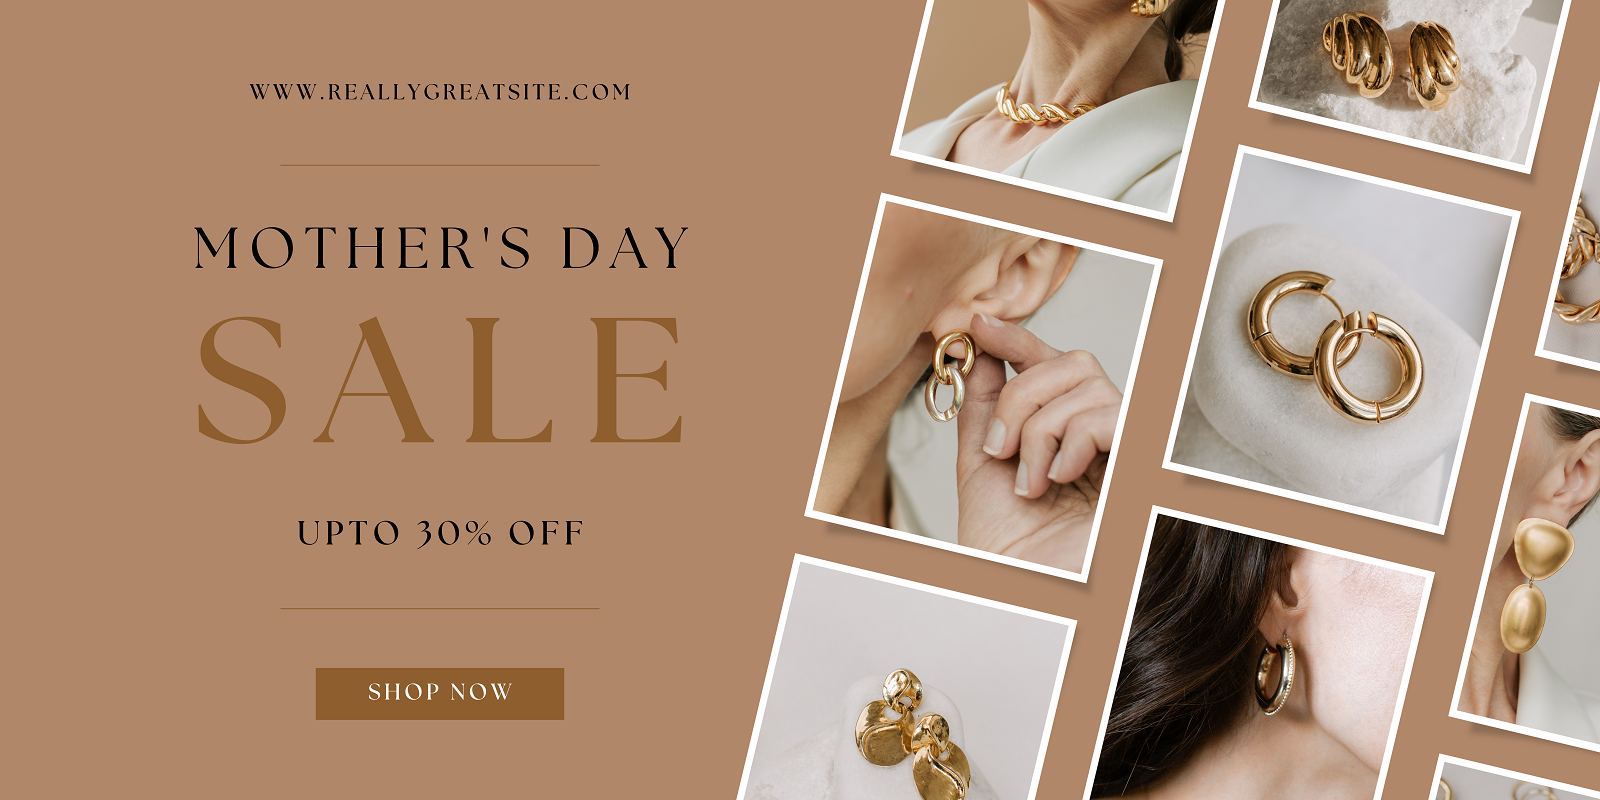 WWW.REALLYGREATSITE.COM
MOTHER'S DAY
SALE
UPTO 30% OFF
SHOP NOW